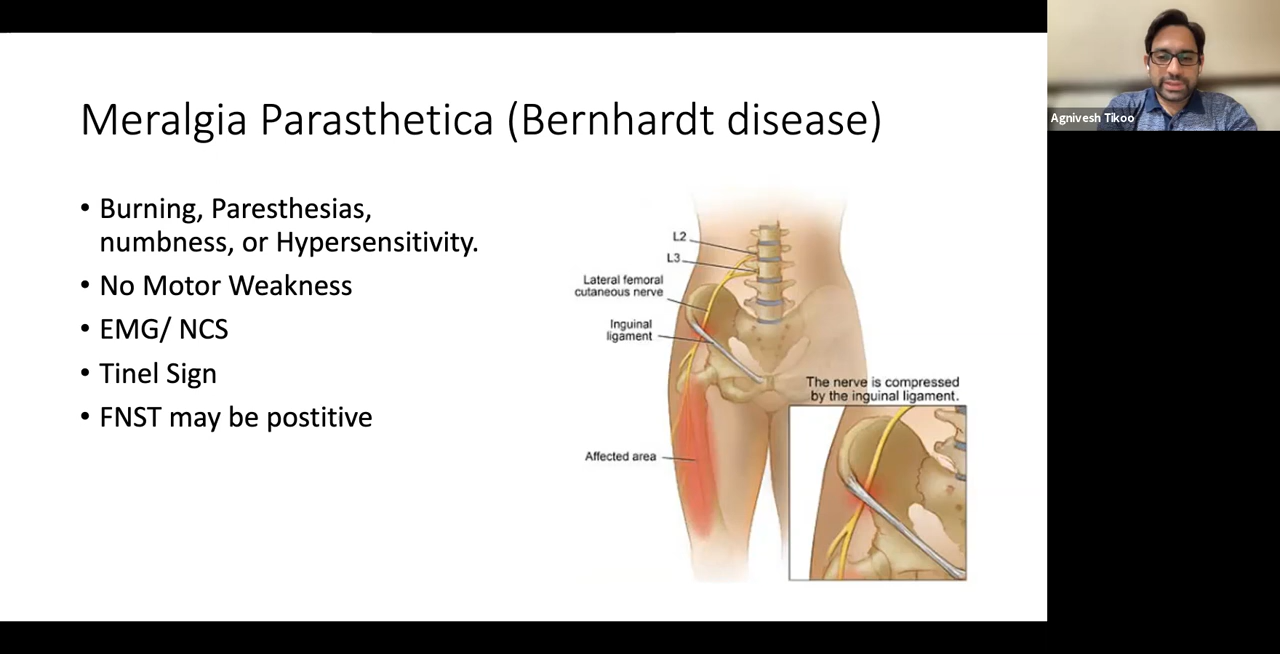 Meralgia Parasthetica (Bernhardt disease)
• Burning, Paresthesias,
numbness, or Hypersensitivity.
• No Motor Weakness
• EMG/ NCS
• Tinel Sign
• FNST may be postitive
L2
L3
Lateral femoral
cutaneous nerve
Inguinal
ligament
The nerve is compressed
by the inguinal ligament.
Affected area
Agnivesh Tikoo